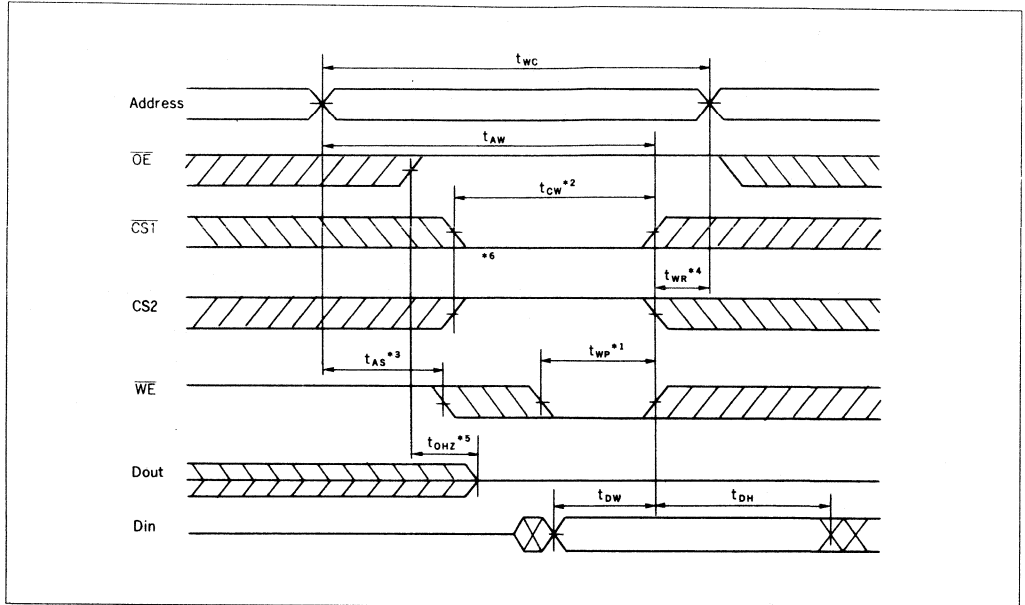 tWC
Address
tAW
OE
tCW*2
CS1
*6
tWR*4
CS2
tAS*3
tWP*1
WE
tOHZ*5
Dout
tDW
tDH
Din